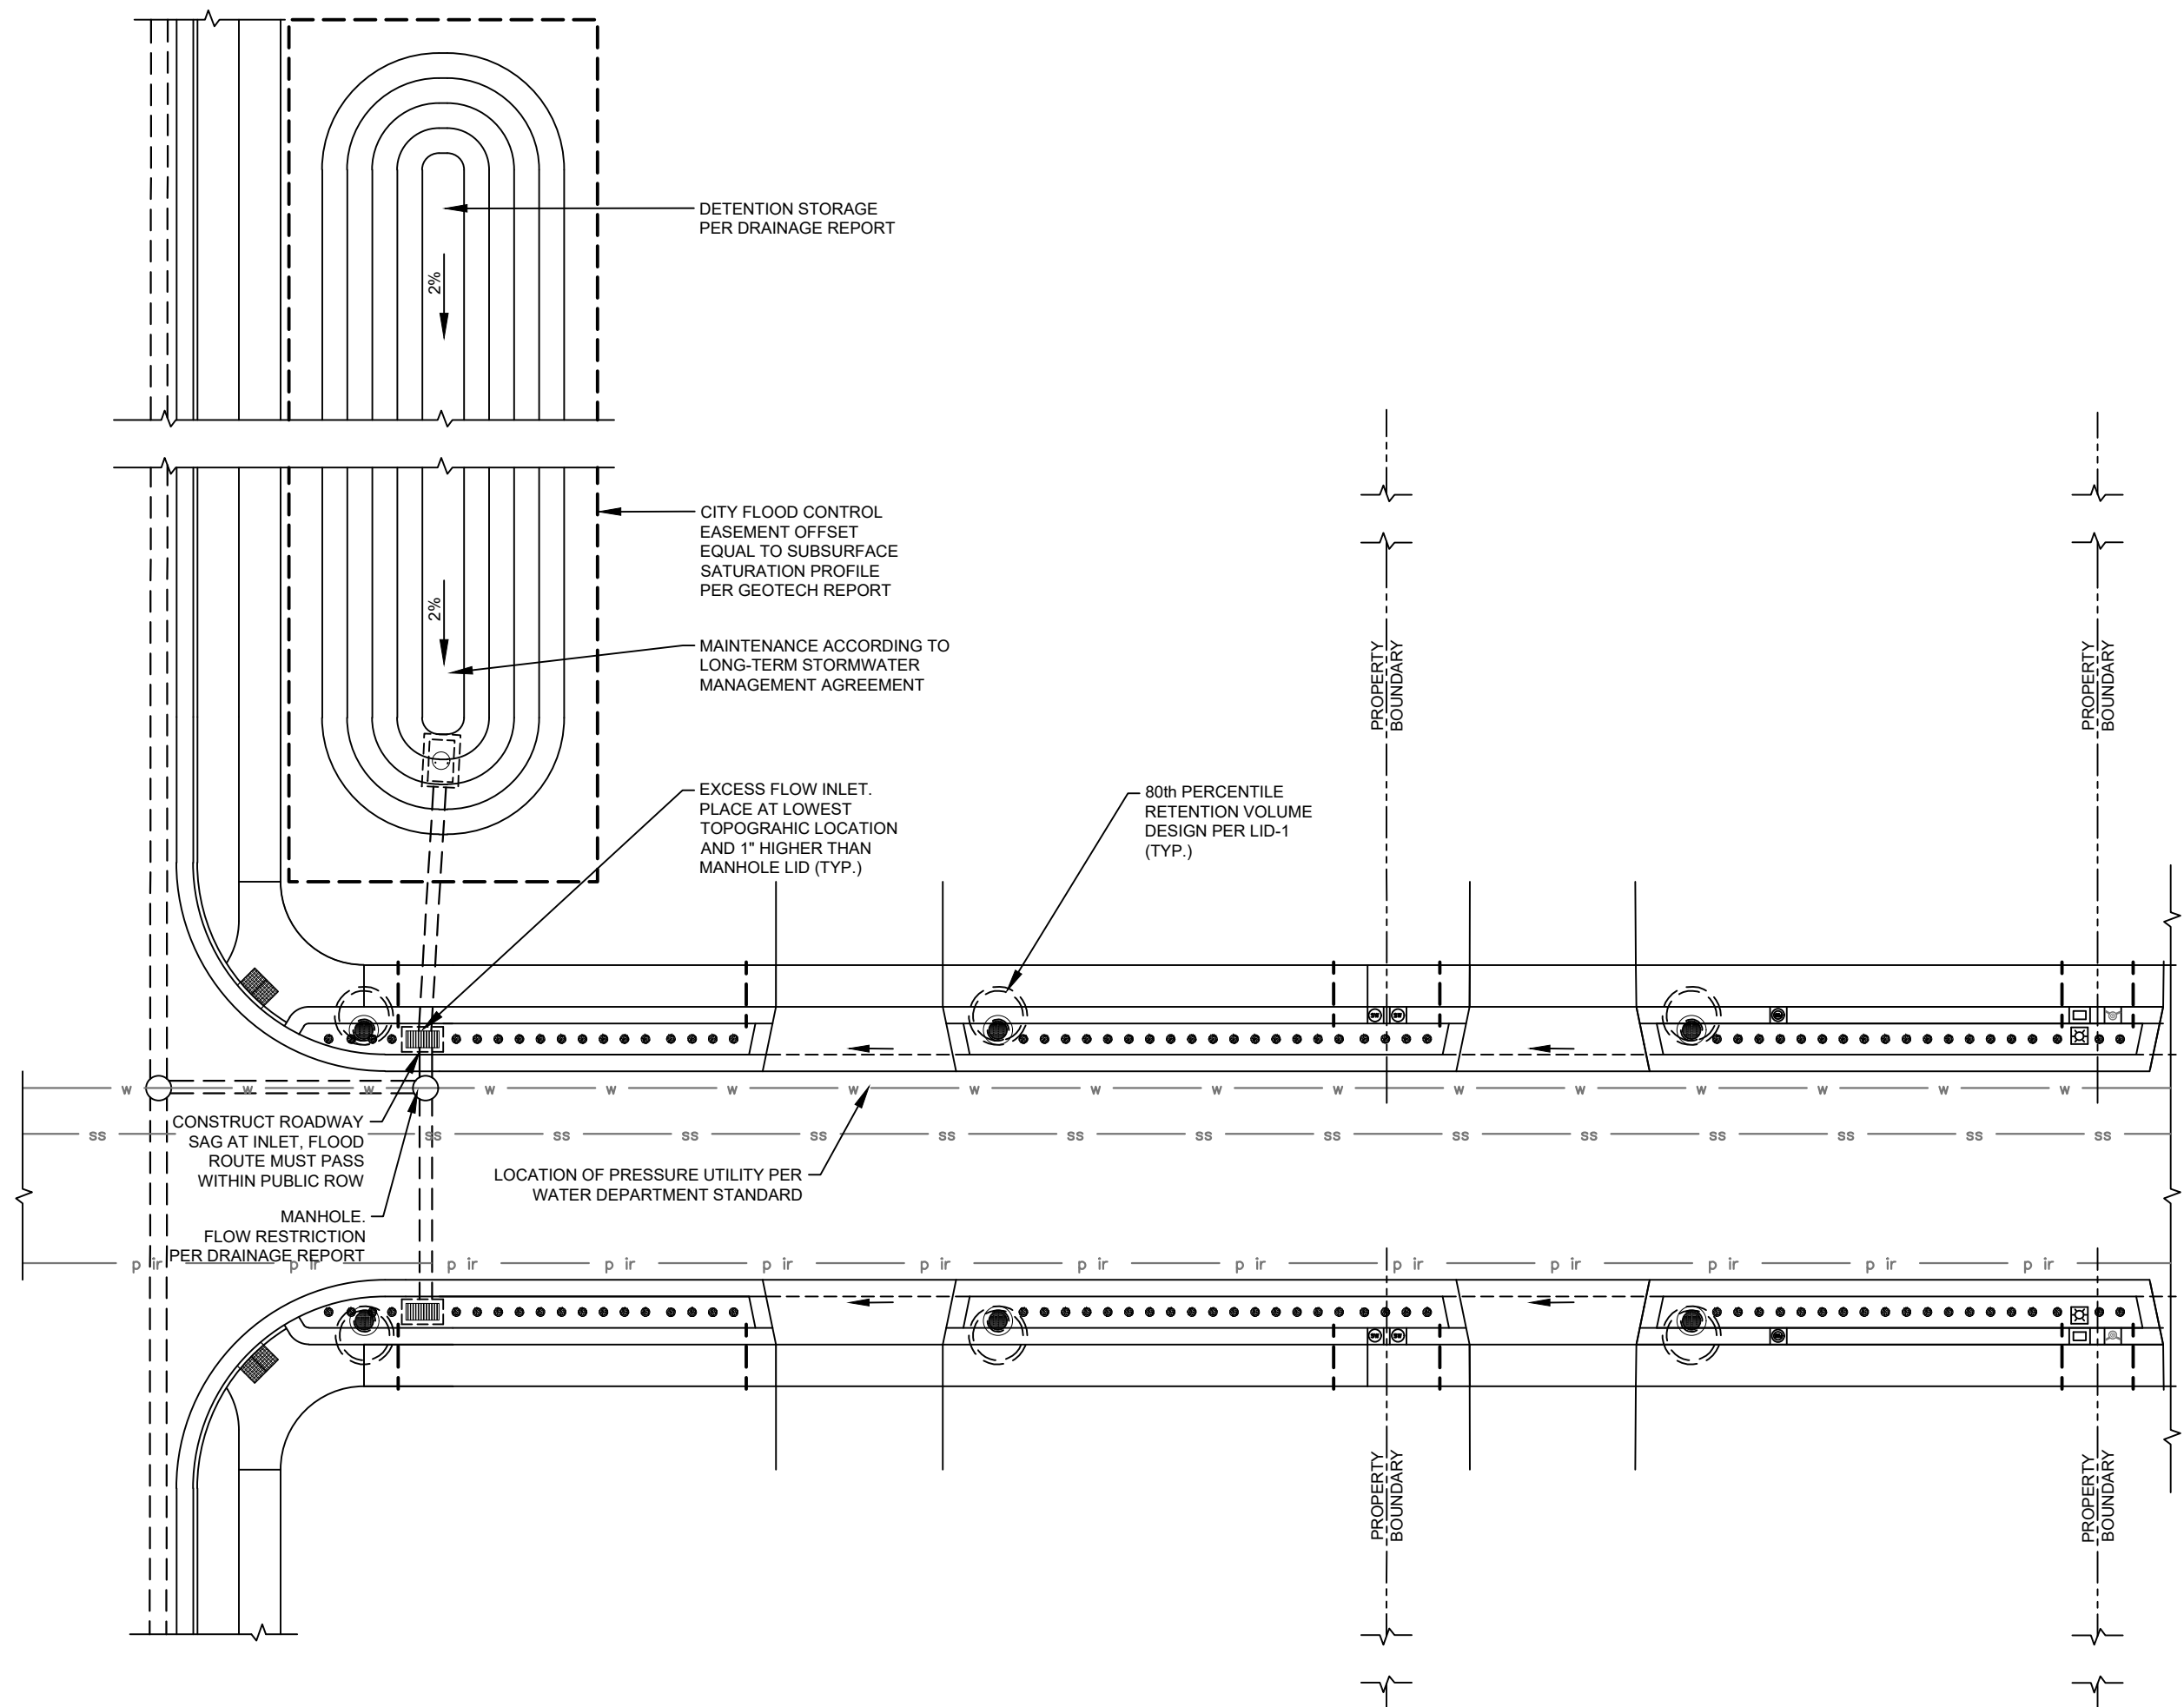 DETENTION STORAGE
PER DRAINAGE REPORT
2%
CITY FLOOD CONTROL
EASEMENT OFFSET
EQUAL TO SUBSURFACE
SATURATION PROFILE
PER GEOTECH REPORT
2%
MAINTENANCE ACCORDING TO
LONG-TERM STORMWATER
MANAGEMENT AGREEMENT
PROPERTY
BOUNDARY
PROPERTY
BOUNDARY
EXCESS FLOW INLET.
PLACE AT LOWEST
TOPOGRAHIC LOCATION
AND 1" HIGHER THAN
MANHOLE LID (TYP.)
80th PERCENTILE
RETENTION VOLUME
DESIGN PER LID-1
(TYP.)
w w w w w w w w w w w w w w w w w
CONSTRUCT ROADWAY
SAG AT INLET, FLOOD
ROUTE MUST PASS
WITHIN PUBLIC ROW
ss ss ss ss ss ss ss ss ss ss ss ss ss ss ss
LOCATION OF PRESSURE UTILITY PER
WATER DEPARTMENT STANDARD
MANHOLE.
FLOW RESTRICTION
PER DRAINAGE REPORT
p ir p ir p ir p ir p ir p ir p ir p ir p ir p ir p ir p ir p ir
PROPERTY
BOUNDARY
PROPERTY
BOUNDARY